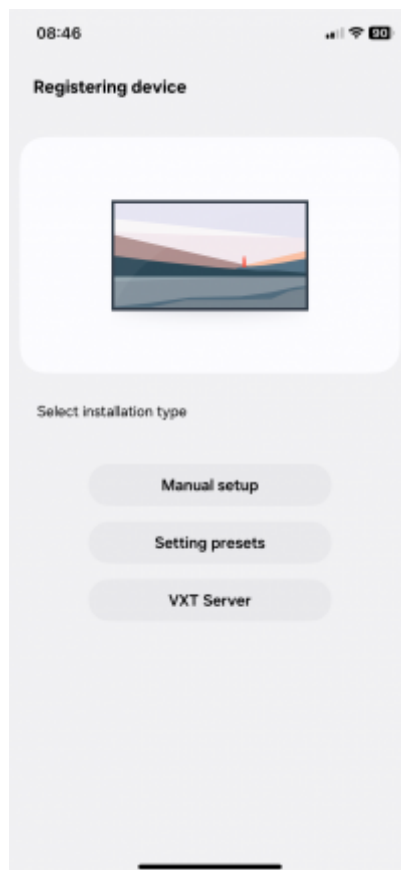 08:46
90
Registering device
Select installation type
Manual setup
Setting presets
VXT Server